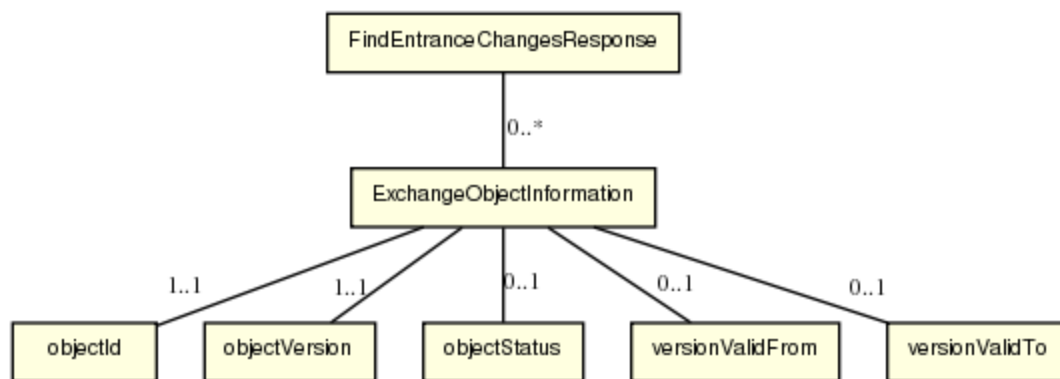 FindEntranceChangesResponse
0..*
ExchangeObjectInformation
1..1
1..1
0..1
0..1
0..1
objectId
objectVersion
objectStatus
versionValidFrom
versionValidTo